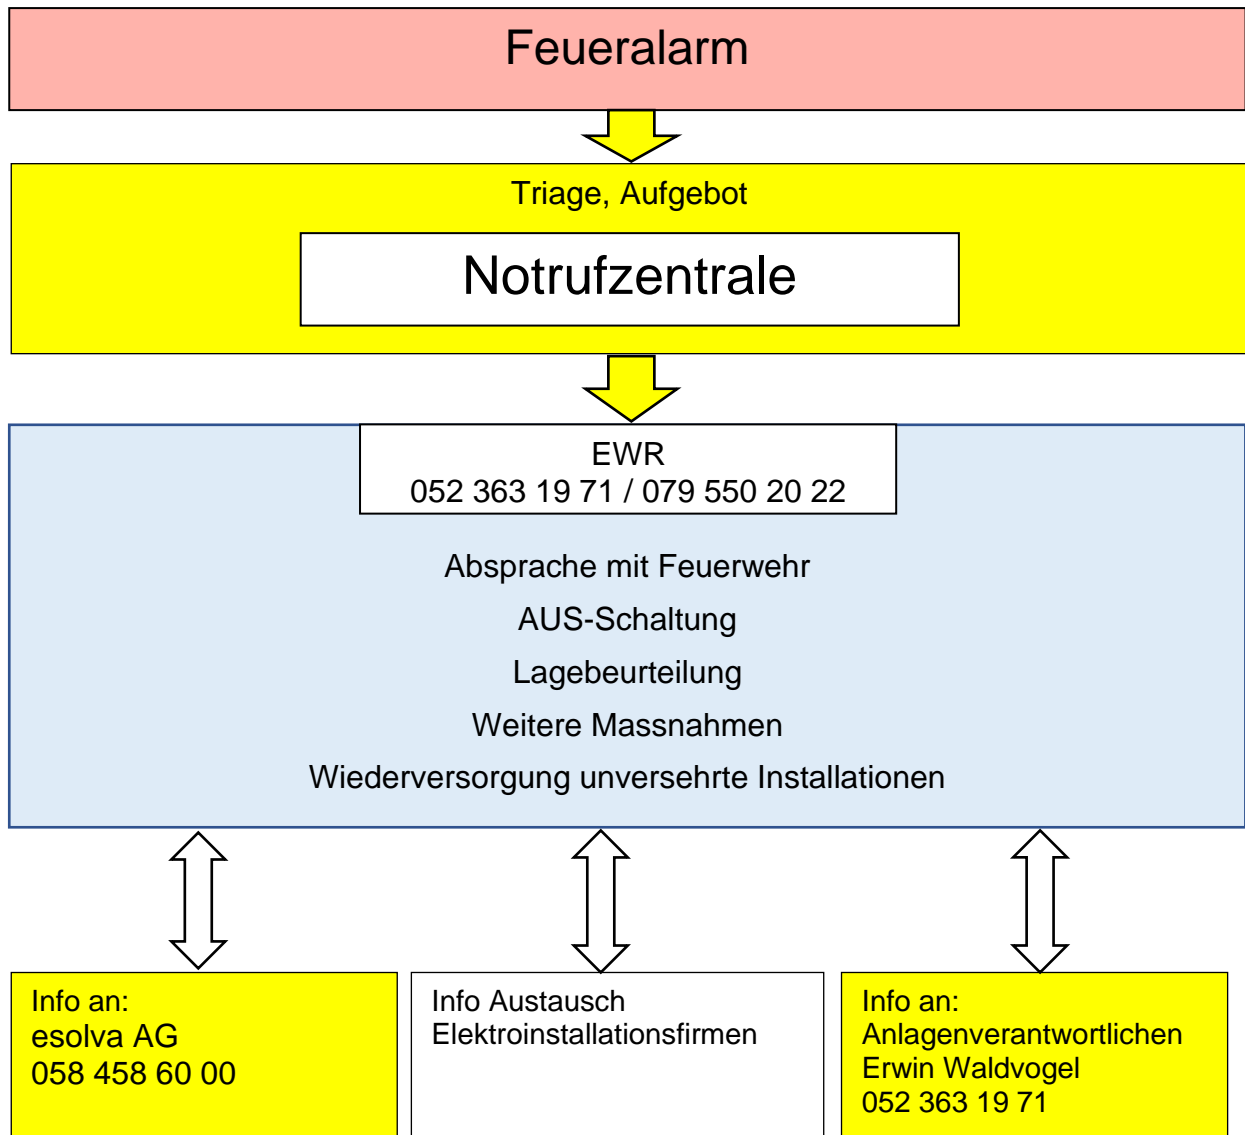 Feueralarm
Triage, Aufgebot
Notrufzentrale
EWR
052 363 19 71 / 079 550 20 22
Absprache mit Feuerwehr
AUS-Schaltung
Lagebeurteilung
Weitere Massnahmen
Wiederversorgung unversehrte Installationen
Info an:
esolva AG
058 458 60 00
Info Austausch
Elektroinstallationsfirmen
Info an:
Anlagenverantwortlichen
Erwin Waldvogel
052 363 19 71